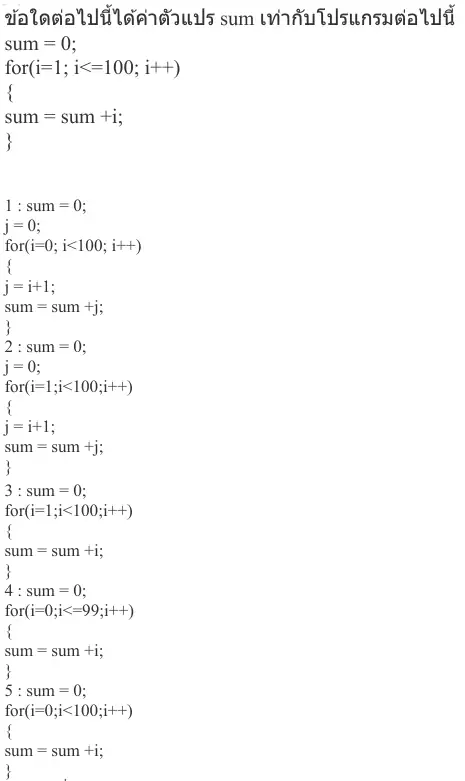 ข้อใดต่อไปนี้ได้ค่าตัวแปร sum เท่ากับโปรแกรมต่อไปนี้
sum = 0;
for(i=1; i<=100; i++)
{
sum = sum +i;
}
1 : sum = 0;
j = 0;
for(i=0; i<100; i++)
{
j = i+1;
sum = sum +j;
}
2 : sum = 0;
j = 0;
for(i=1;i<100;i++)
{
j = i+1;
sum = sum +j;
}
3 : sum = 0;
for(i=1;i<100;i++)
{
sum = sum +i;
}
4 : sum = 0;
for(i=0;i<=99;i++)
{
sum = sum +i;
}
5 : sum = 0;
for(i=0;i<100;i++)
{
sum = sum +i;
}